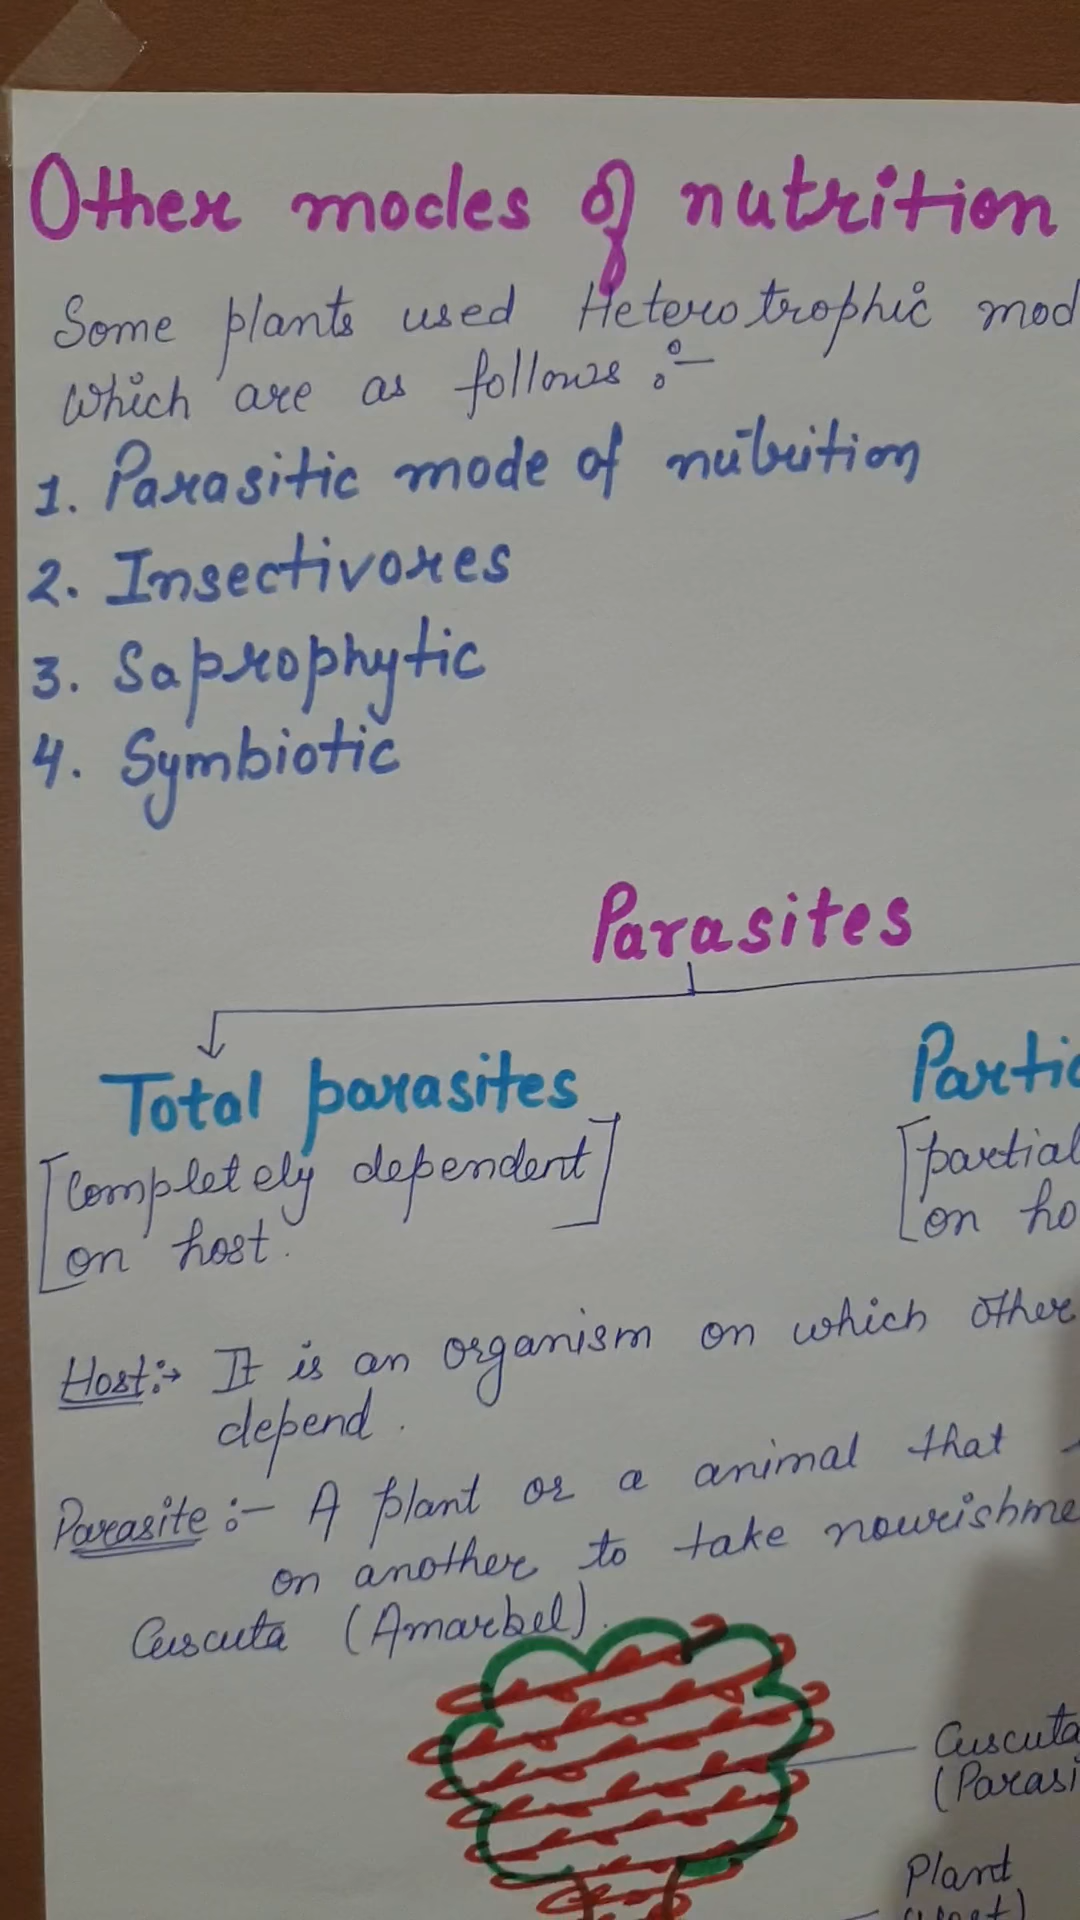 Other modes of nutrition
Some plants used Heterotrophic mod
Which are as follows :-
1. Parasitic mode of nutrition
2. Insectivores
3. Saprophytic
4. Symbiotic
Parasites
Total parasites
Partia
[Completely dependent]
on host.
[partial
on ho
Host:→ It is an organism on which other
depend.
Parasite :- A plant or a animal that
on another to take nourishme
Cuscuta (Amarbel).
Cuscuta
(Parasi
Plant